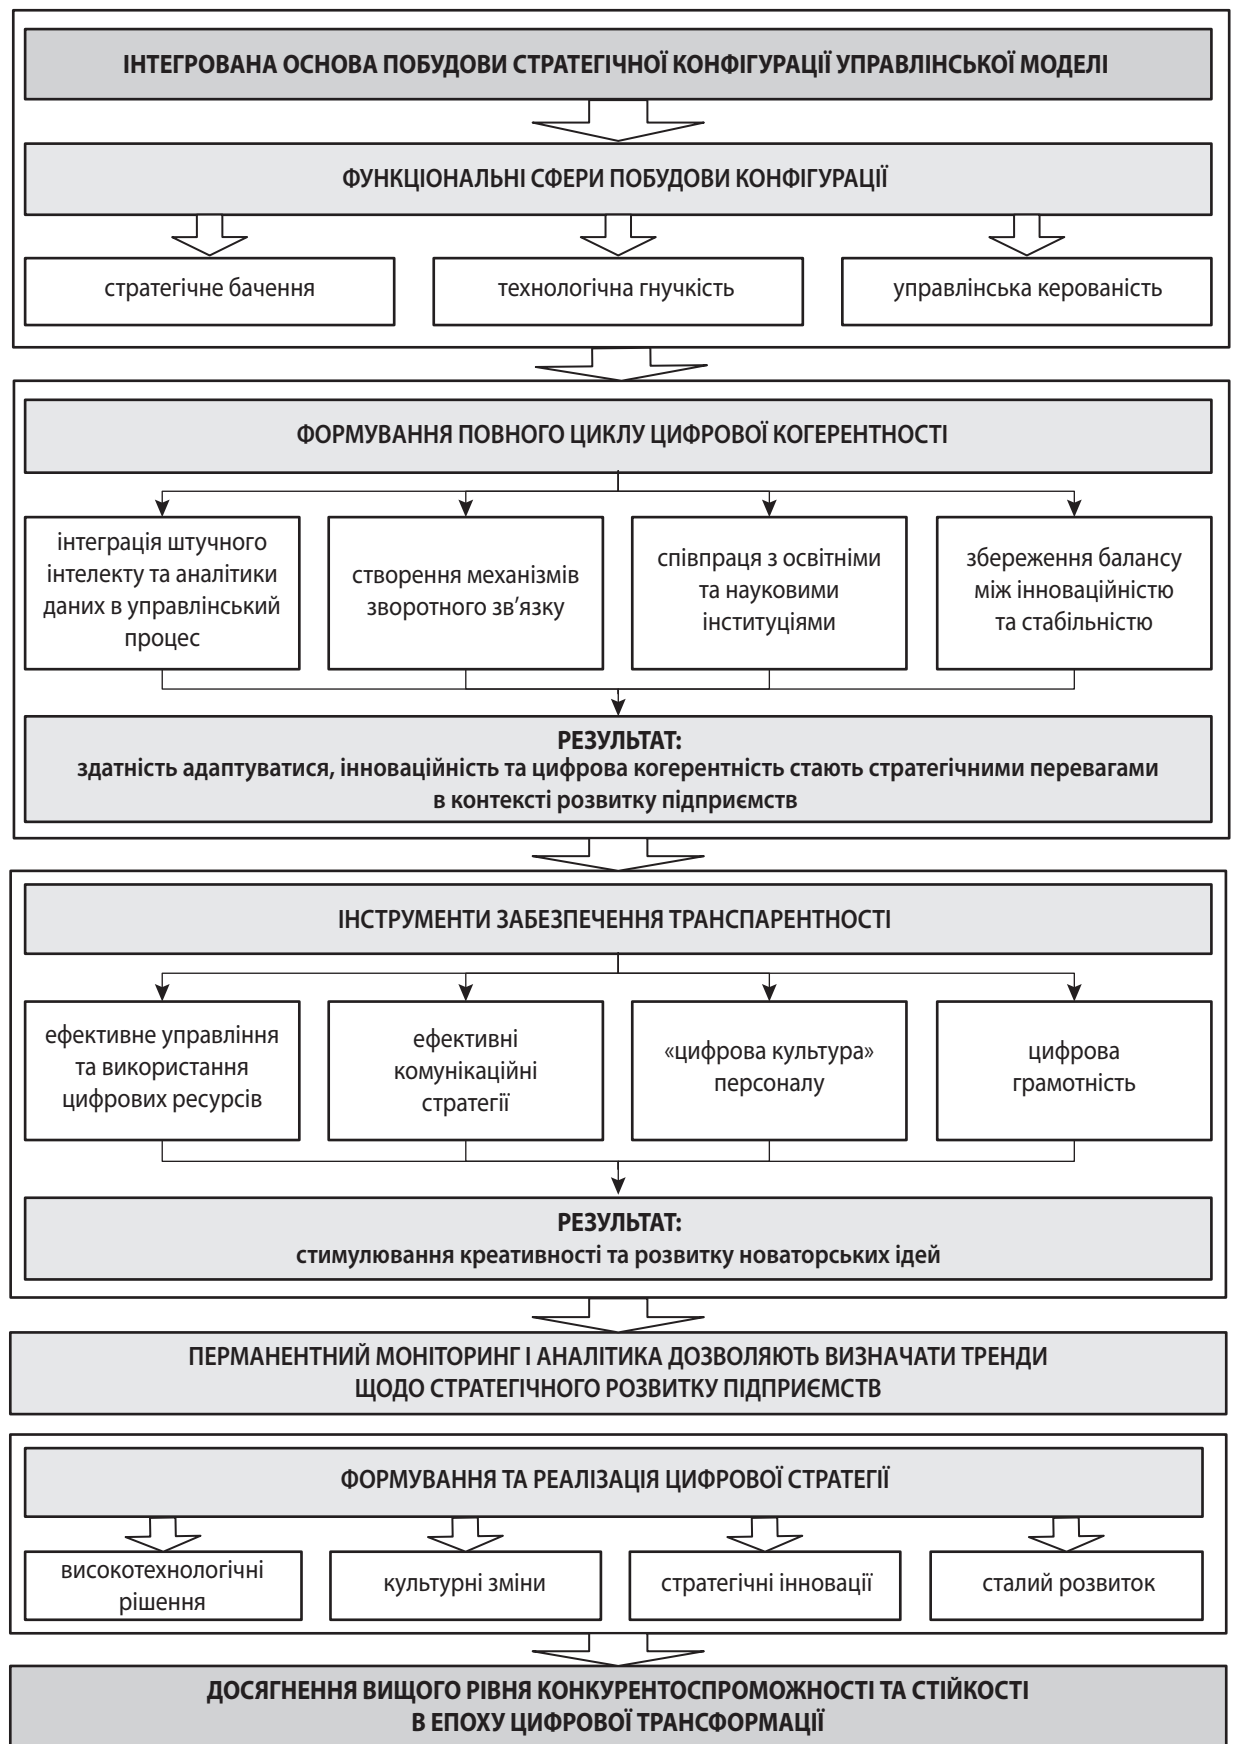 ІНТЕГРОВАНА ОСНОВА ПОБУДОВИ СТРАТЕГІЧНОЇ КОНФІГУРАЦІЇ УПРАВЛІНСЬКОЇ МОДЕЛІ
ФУНКЦІОНАЛЬНІ СФЕРИ ПОБУДОВИ КОНФІГУРАЦІЇ
стратегічне бачення
технологічна гнучкість
управлінська керованість
ФОРМУВАННЯ ПОВНОГО ЦИКЛУ ЦИФРОВОЇ КОГЕРЕНТНОСТІ
інтеграція штучного
інтелекту та аналітики
даних в управлінський
процес
створення механізмів
зворотного зв’язку
співпраця з освітніми
та науковими
інституціями
збереження балансу
між інноваційністю
та стабільністю
РЕЗУЛЬТАТ:
здатність адаптуватися, інноваційність та цифрова когерентність стають стратегічними перевагами
в контексті розвитку підприємств
ІНСТРУМЕНТИ ЗАБЕЗПЕЧЕННЯ ТРАНСПАРЕНТНОСТІ
ефективне управління
та використання
цифрових ресурсів
ефективні
комунікаційні
стратегії
«цифрова культура»
персоналу
цифрова
грамотність
РЕЗУЛЬТАТ:
стимулювання креативності та розвитку новаторських ідей
ПЕРМАНЕНТНИЙ МОНІТОРИНГ І АНАЛІТИКА ДОЗВОЛЯЮТЬ ВИЗНАЧАТИ ТРЕНДИ
ЩОДО СТРАТЕГІЧНОГО РОЗВИТКУ ПІДПРИЄМСТВ
ФОРМУВАННЯ ТА РЕАЛІЗАЦІЯ ЦИФРОВОЇ СТРАТЕГІЇ
високотехнологічні
рішення
культурні зміни
стратегічні інновації
сталий розвиток
ДОСЯГНЕННЯ ВИЩОГО РІВНЯ КОНКУРЕНТОСПРОМОЖНОСТІ ТА СТІЙКОСТІ
В ЕПОХУ ЦИФРОВОЇ ТРАНСФОРМАЦІЇ